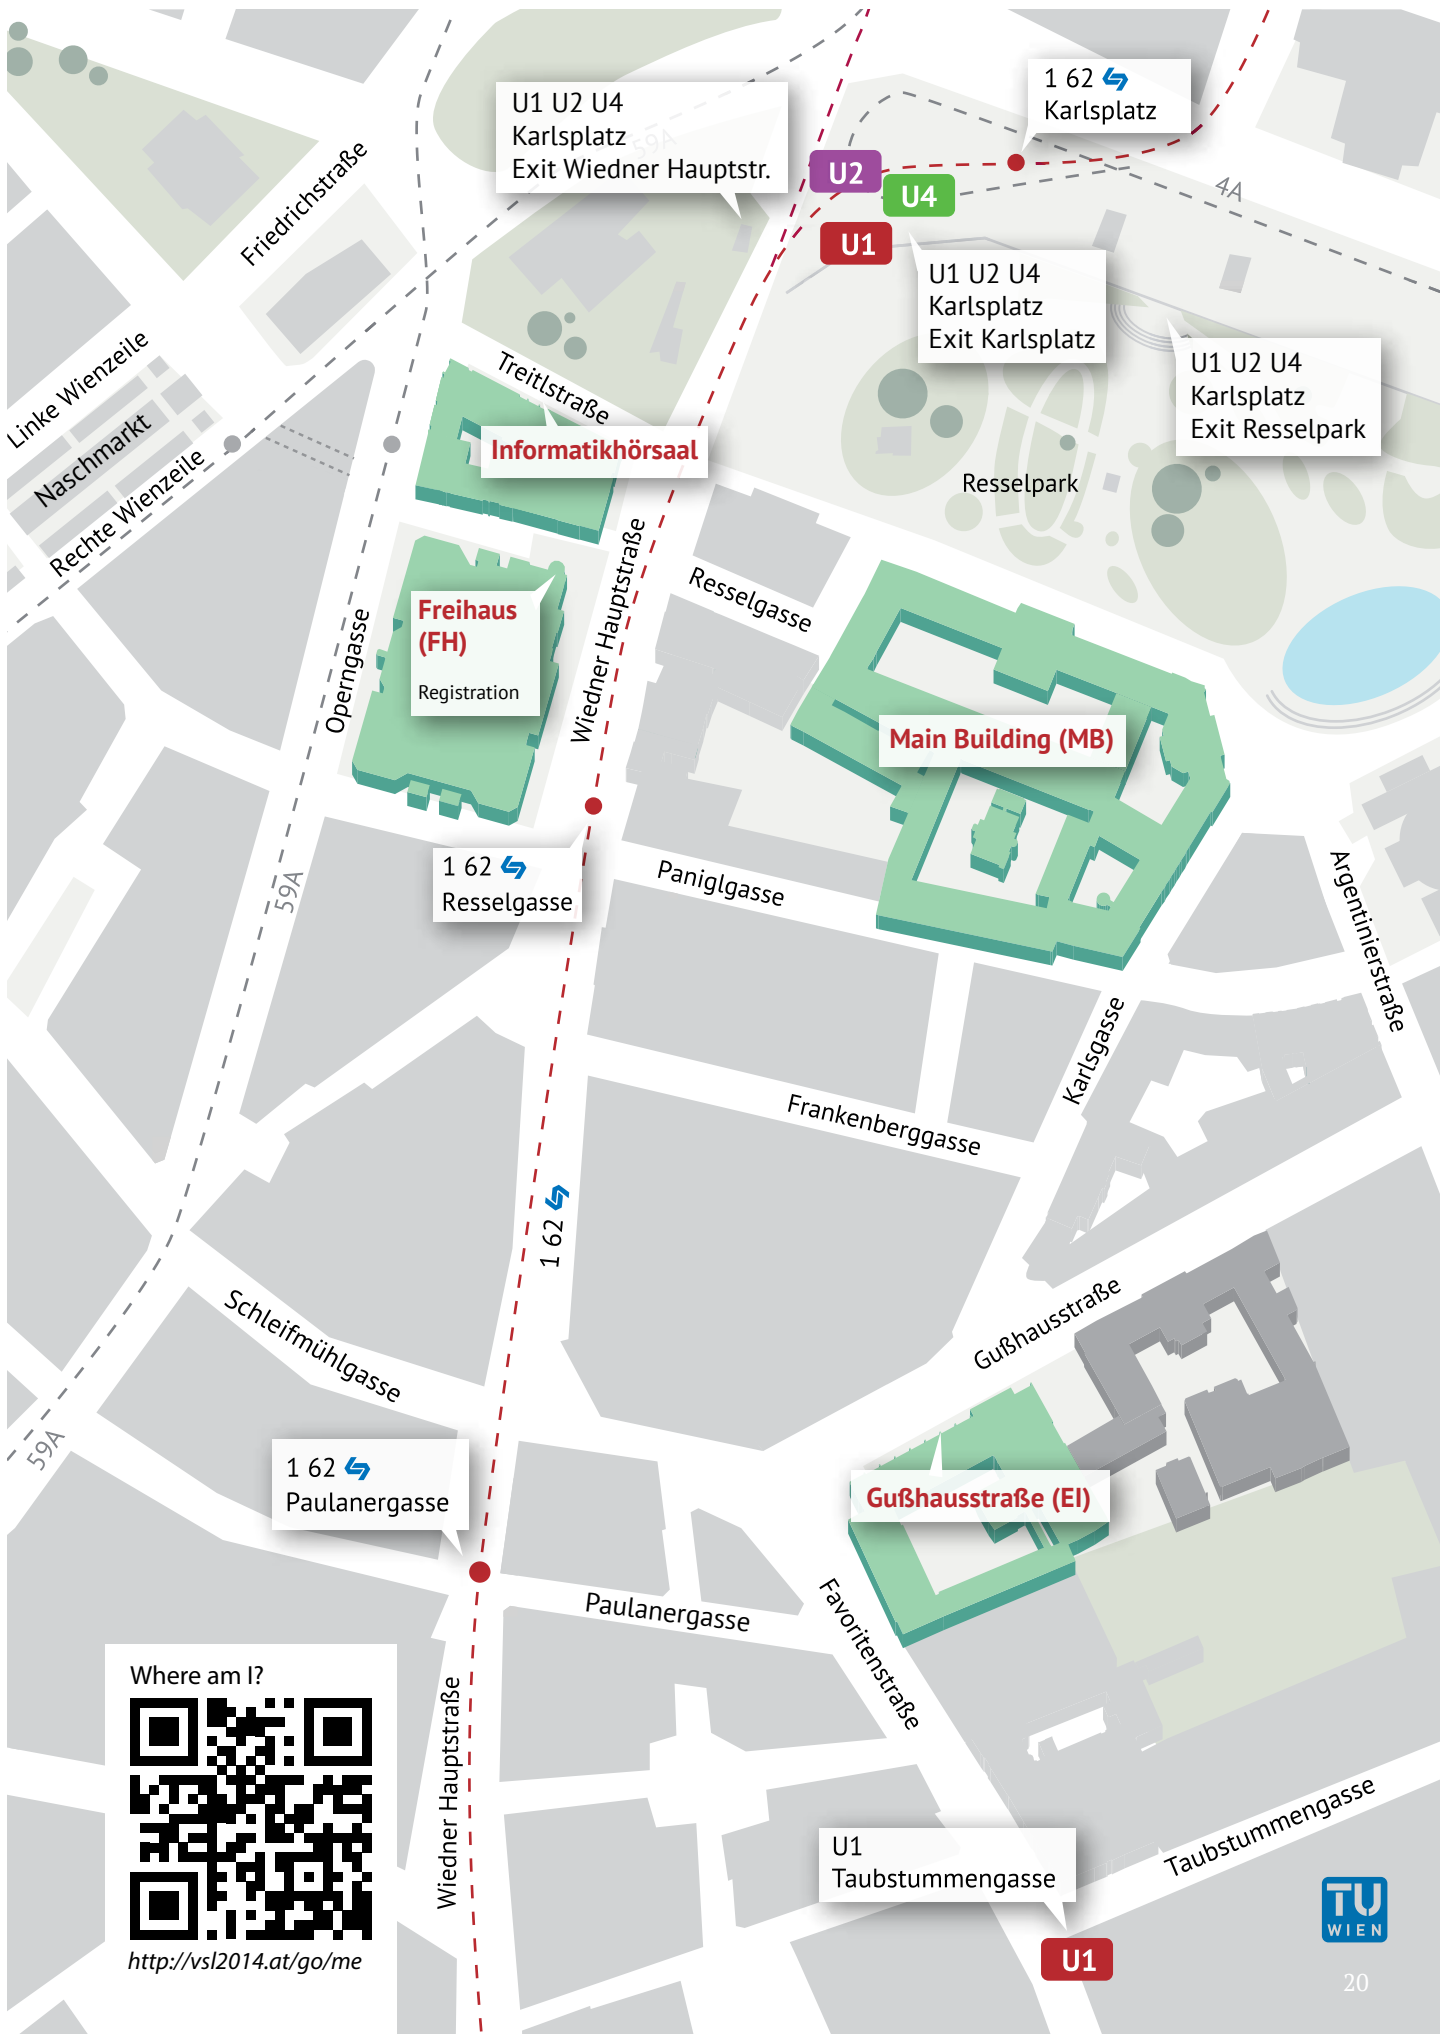 1 62
Karlsplatz
U1 U2 U4
Karlsplatz
Exit Wiedner Hauptstr.
59A
U2
U4
U1
4A
Friedrichstraße
U1 U2 U4
Karlsplatz
Exit Karlsplatz
U1 U2 U4
Karlsplatz
Exit Resselpark
Linke Wienzeile
Naschmarkt
Rechte Wienzeile
Treitlstraße
Informatikhörsaal
Resselpark
Freihaus
(FH)
Registration
Operngasse
Wiedner Hauptstraße
Resselgasse
Main Building (MB)
1 62
Resselgasse
Paniglgasse
59A
Argentinierstraße
Karlsgasse
Frankenberggasse
1 62
Schleifmühlgasse
Gußhausstraße
59A
1 62
Paulanergasse
Gußhausstraße (EI)
Paulanergasse
Favoritenstraße
Wiedner Hauptstraße
Where am I?
http://vsl2014.at/go/me
U1
Taubstummengasse
Taubstummengasse
U1
TU
WIEN
20